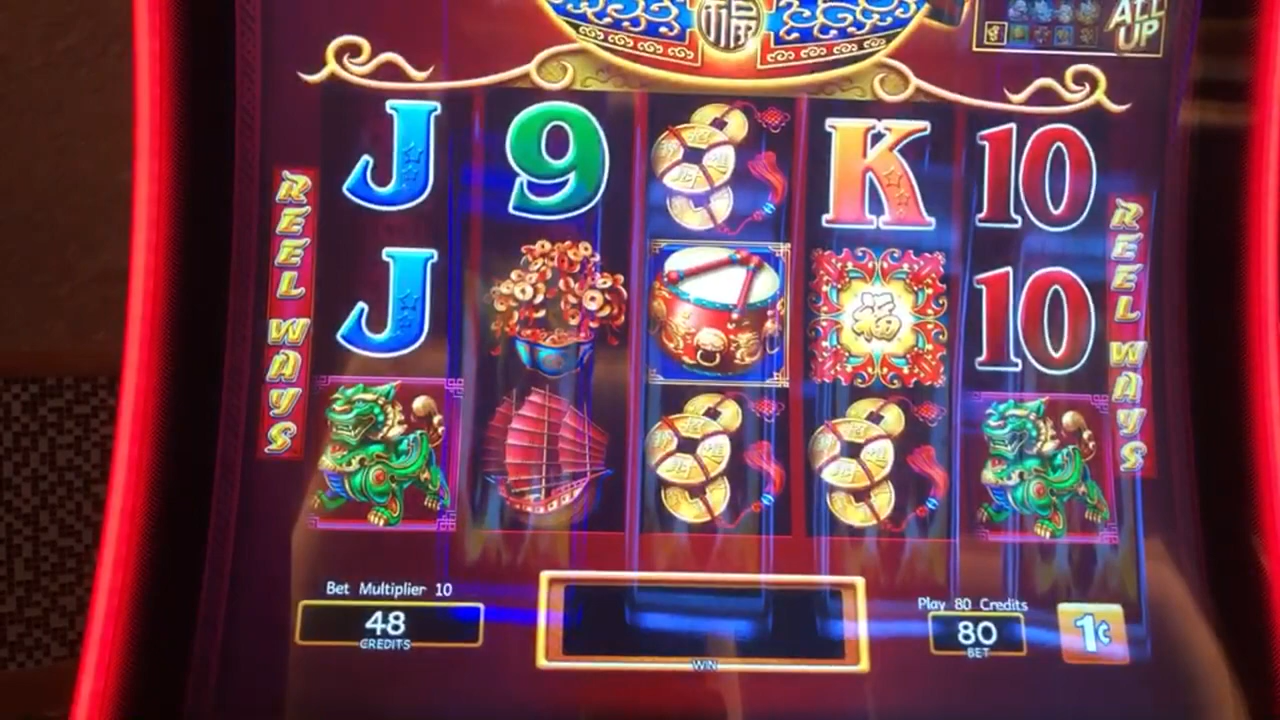 福
ALL
UP
J 9 K 10
J 福 10
REEL WAYS
REEL WAYS
Bet Multiplier 10
48
CREDITS
WIN
Play 80 Credits
80
BET
1¢